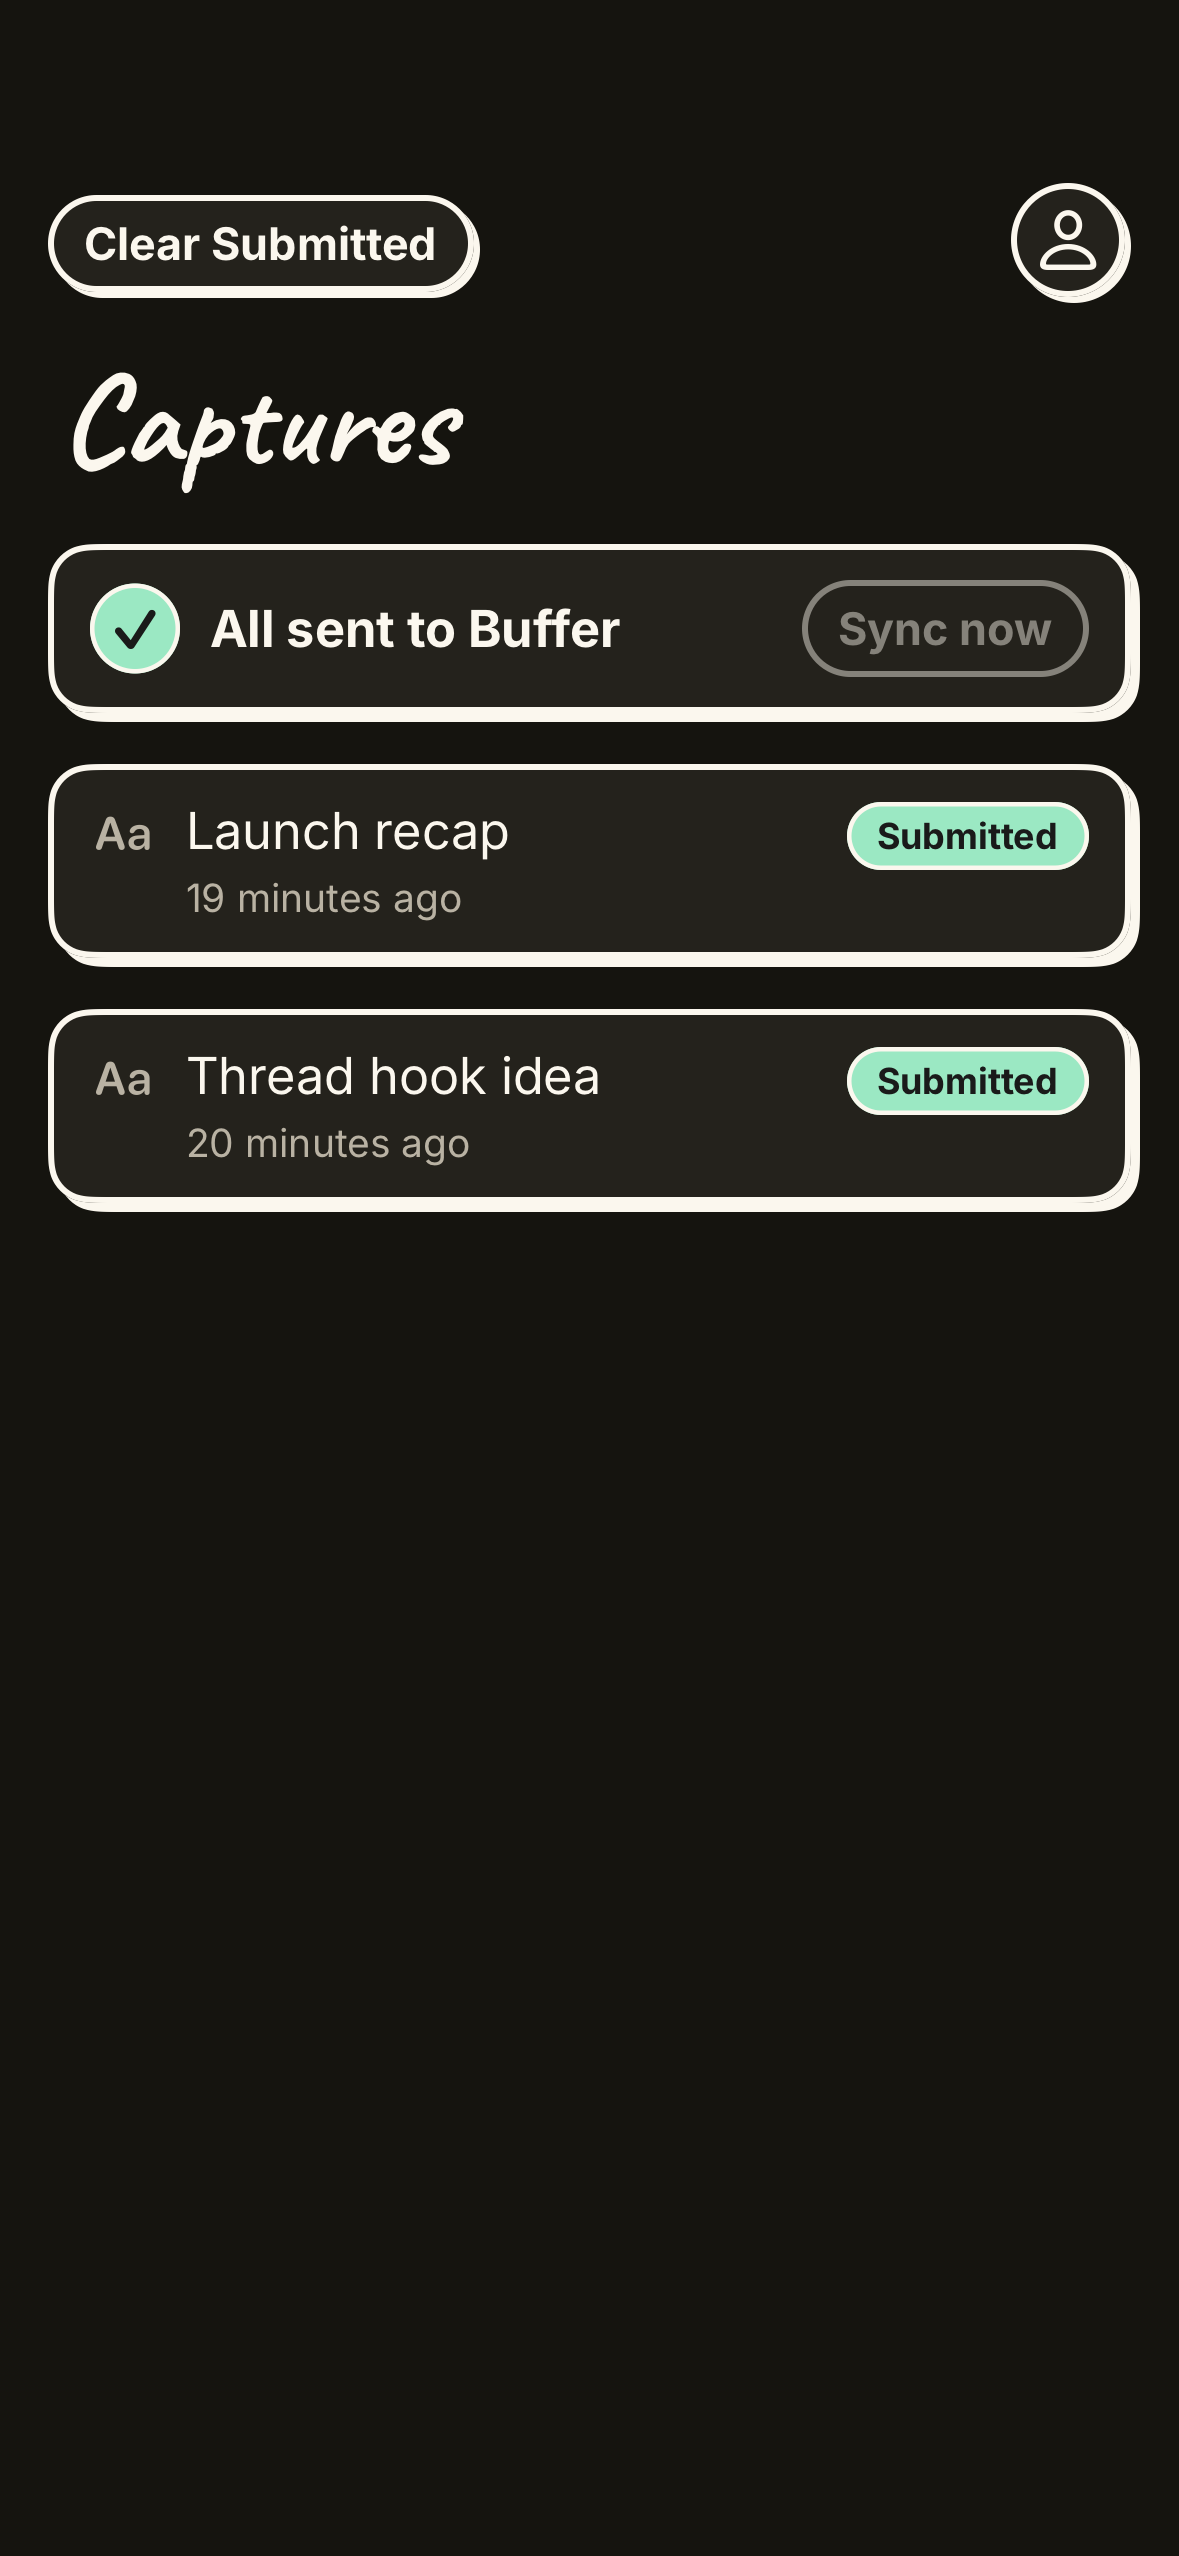 Clear Submitted
Captures
All sent to Buffer
Sync now
Aa Launch recap
Submitted
19 minutes ago
Aa Thread hook idea
Submitted
20 minutes ago